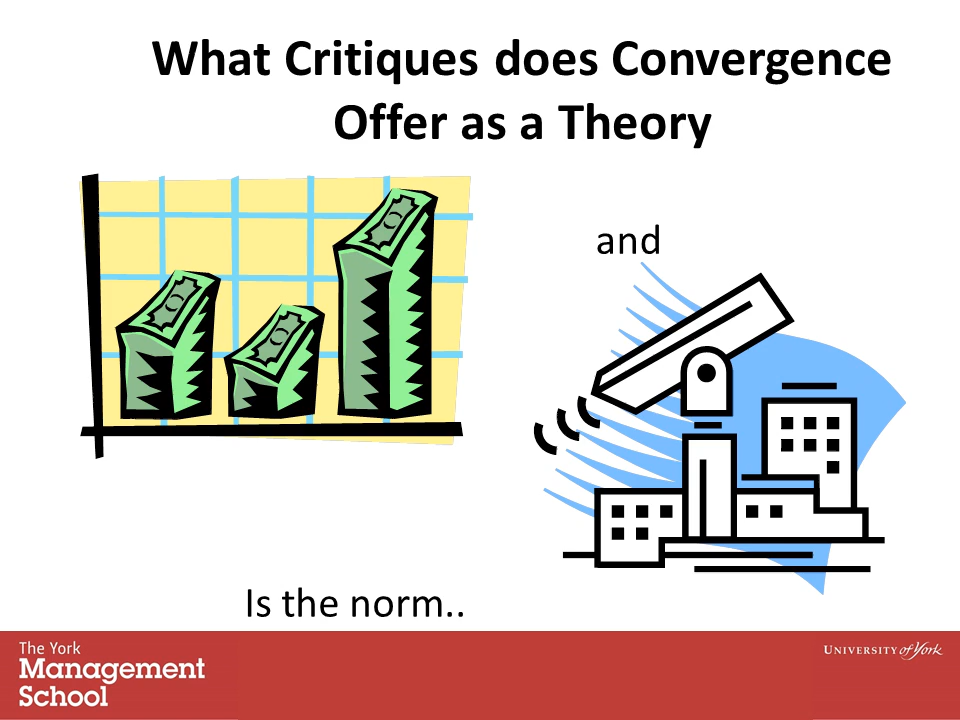 What Critiques does Convergence
Offer as a Theory
and
Is the norm..
The York
Management
School
UNIVERSITY of York